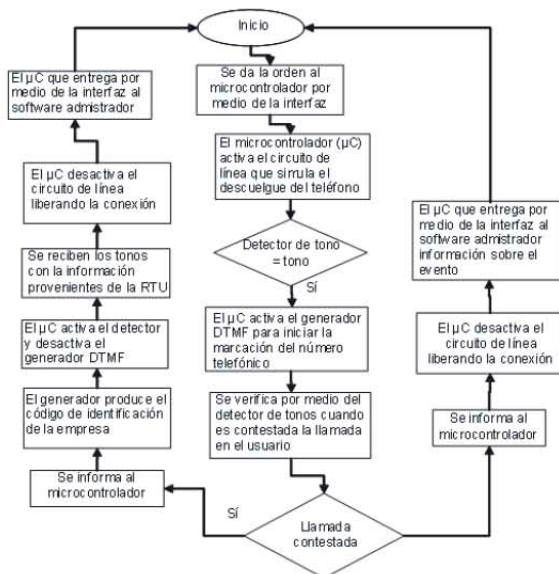 Inicio
Se da la orden al
microcontrolador por
medio de la interfaz
El microcontrolador (µC)
activa el circuito de
línea que simula el
descuelgue del teléfono
Detector de tono
= tono
Sí
El µC activa el generador
DTMF para iniciar la
marcación del número
telefónico
Se verifica por medio del
detector de tonos cuando
es contestada la llamada
en el usuario
Llamada
contestada
Sí
Se informa al
microcontrolador
El generador produce el
código de identificación
de la empresa
El µC activa el detector
y desactiva el
generador DTMF
Se reciben los tonos
con la información
provenientes de la RTU
El µC desactiva el
circuito de línea
liberando la conexión
El µC que entrega por
medio de la interfaz al
software admistrador
Se informa al
microcontrolador
El µC desactiva el
circuito de línea
liberando la conexión
El µC que entrega por
medio de la interfaz al
software admistrador
información sobre el
evento